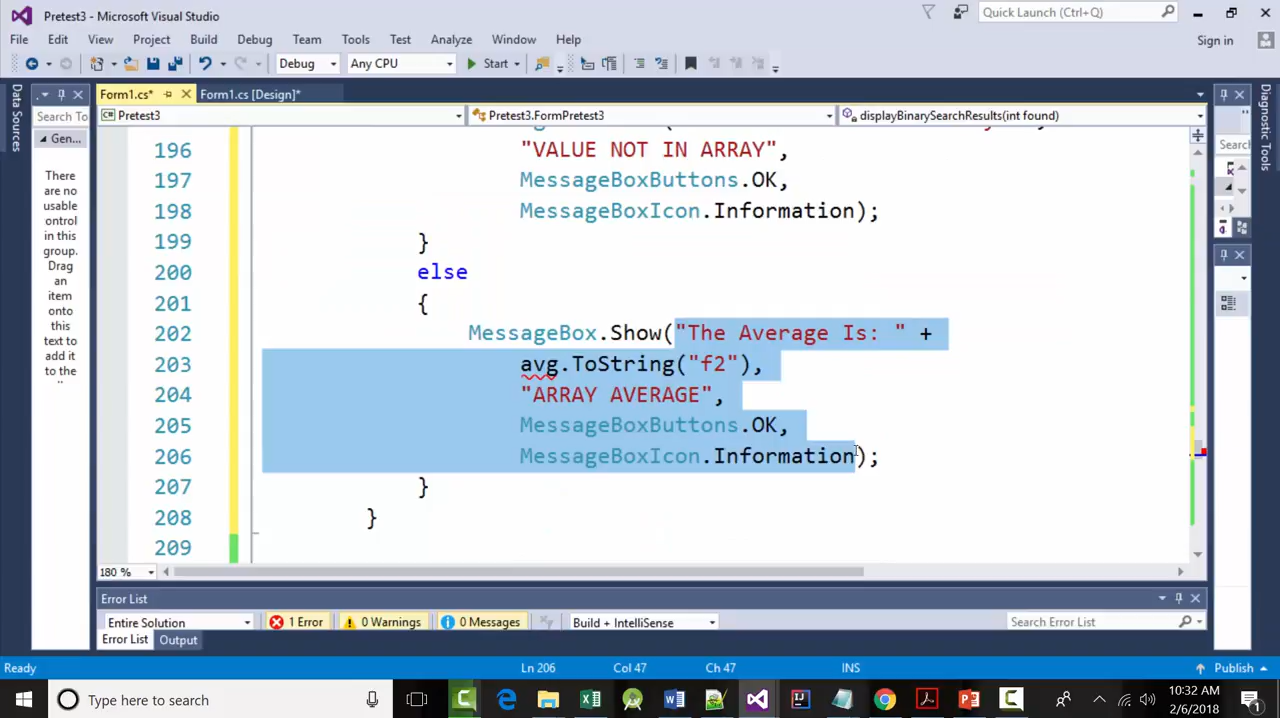 Pretest3 - Microsoft Visual Studio
Quick Launch (Ctrl+Q)
File Edit View Project Build Debug Team Tools Test Analyze Window Help
Sign in
Debug Any CPU Start
Form1.cs* Form1.cs [Design]*
Pretest3 Pretest3.FormPretest3 displayBinarySearchResults(int found)
Data Sources
Search To
Gen...
There are no usable ontrol in this group. Drag an item onto this text to add it to the
Diagnostic Tools
Search
196 "VALUE NOT IN ARRAY",
197 MessageBoxButtons.OK,
198 MessageBoxIcon.Information);
199 }
200 else
201 {
202 MessageBox.Show("The Average Is: " +
203 avg.ToString("f2"),
204 "ARRAY AVERAGE",
205 MessageBoxButtons.OK,
206 MessageBoxIcon.Information);
207 }
208 }
209
180 %
Error List
Entire Solution 1 Error 0 Warnings 0 Messages Build + IntelliSense Search Error List
Error List Output
Ready Ln 206 Col 47 Ch 47 INS Publish
Type here to search
10:32 AM
2/6/2018